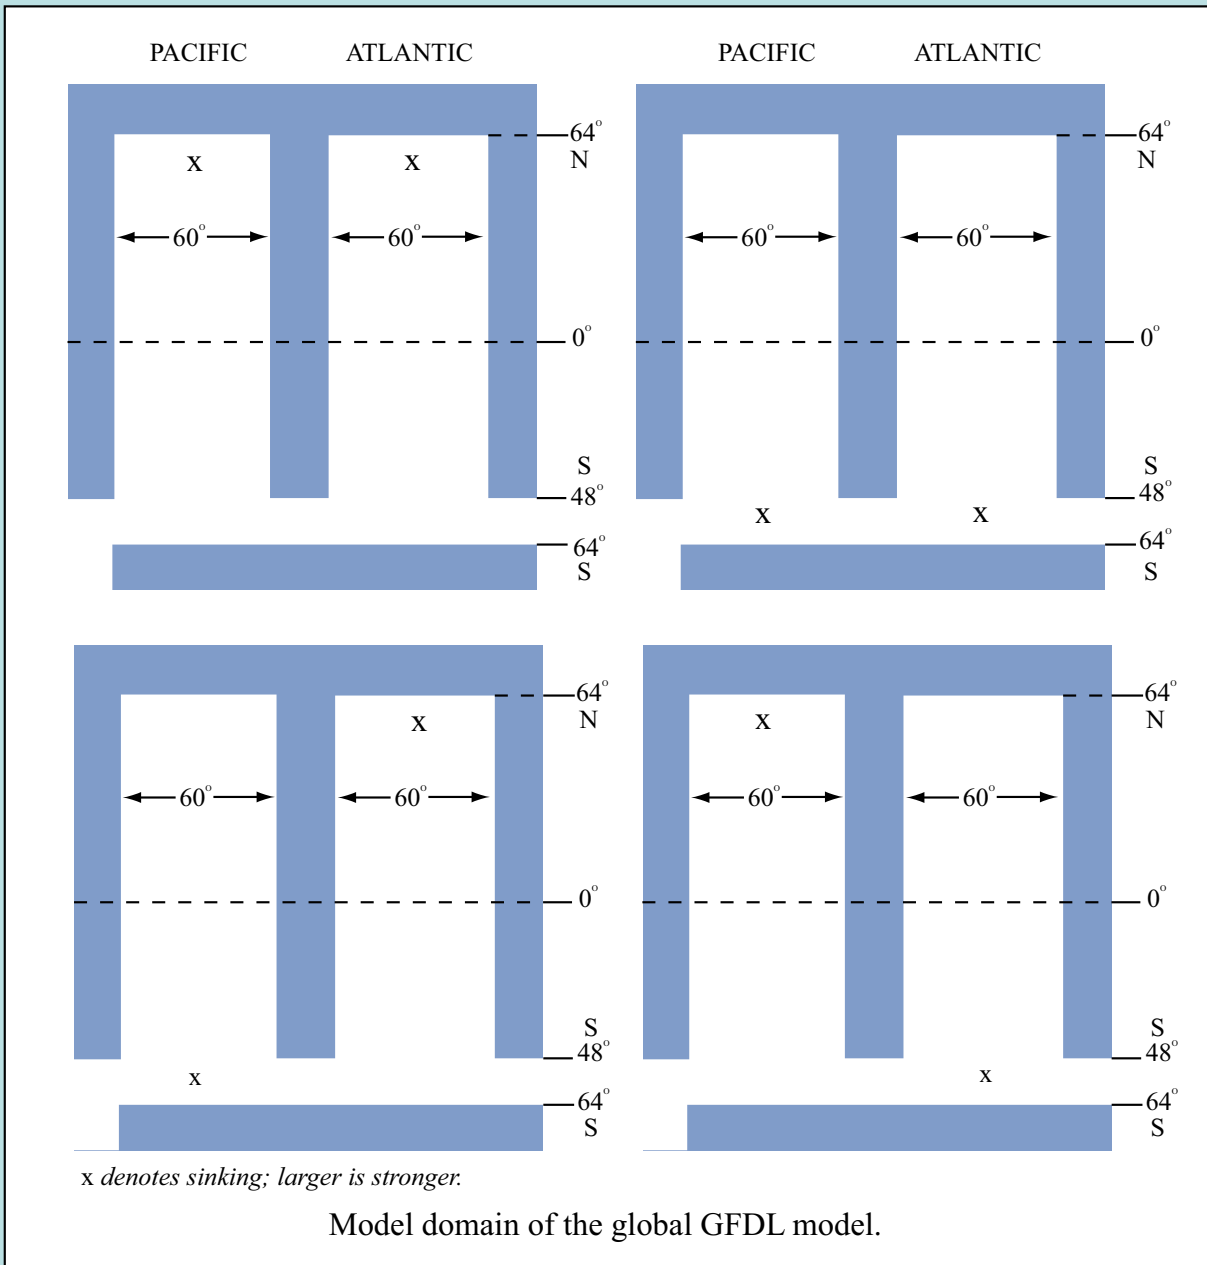 PACIFIC ATLANTIC PACIFIC ATLANTIC
64° 64°
N N
x x
60° 60° 60° 60°
0° 0°
S S
48° 48°
x x
64° 64°
S S
64° 64°
N N
x x
60° 60° 60° 60°
0° 0°
S S
48° 48°
x x
64° 64°
S S
x denotes sinking; larger is stronger.
Model domain of the global GFDL model.